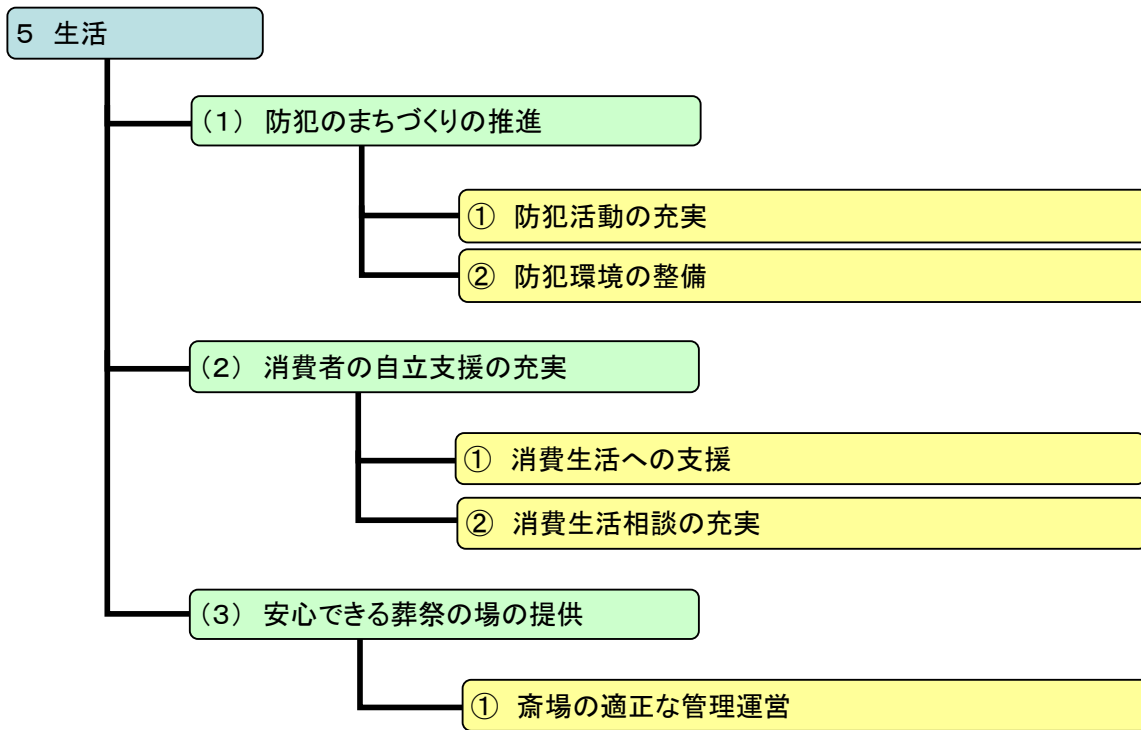 5 生活
(1) 防犯のまちづくりの推進
① 防犯活動の充実
② 防犯環境の整備
(2) 消費者の自立支援の充実
① 消費生活への支援
② 消費生活相談の充実
(3) 安心できる葬祭の場の提供
① 斎場の適正な管理運営